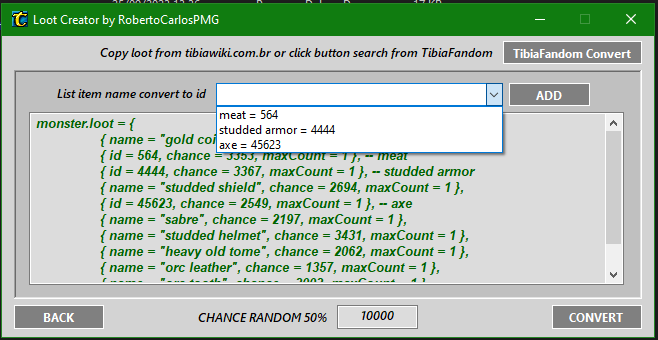 Loot Creator by RobertoCarlosPMG
Copy loot from tibiawiki.com.br or click button search from TibiaFandom
TibiaFandom Convert
List item name convert to id
ADD
meat = 564
studded armor = 4444
axe = 45623
monster.loot = {
{ name = "gold coi
{ id = 564, chance = 3353, maxCount = 1 }, -- meat
{ id = 4444, chance = 3367, maxCount = 1 }, -- studded armor
{ name = "studded shield", chance = 2694, maxCount = 1 },
{ id = 45623, chance = 2549, maxCount = 1 }, -- axe
{ name = "sabre", chance = 2197, maxCount = 1 },
{ name = "studded helmet", chance = 3431, maxCount = 1 },
{ name = "heavy old tome", chance = 2062, maxCount = 1 },
{ name = "orc leather", chance = 1357, maxCount = 1 },
BACK
CHANCE RANDOM 50%
10000
CONVERT